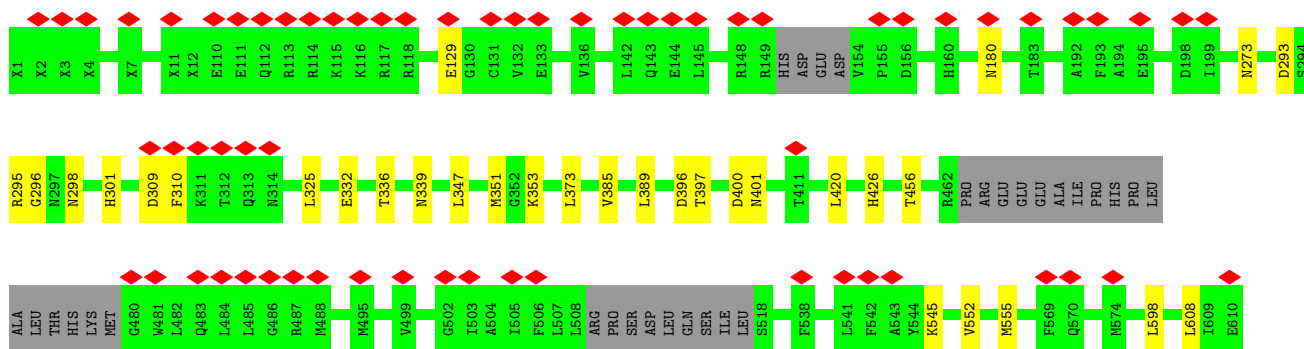 X1 X2 X3 X4 X7 X11 X12 E110 E111 Q112 R113 R114 K115 K116 R117 R118 E129 G130 C131 V132 E133 V136 L142 Q143 E144 L145 R148 R149 HIS ASP GLU ASP V154 P155 D156 H160 N180 T183 A192 F193 A194 E195 D198 I199 N273 D293 S294
R295 G296 N297 N298 H301 D309 F310 K311 T312 Q313 N314 L325 E332 T336 N339 L347 M351 G352 K353 L373 V385 L389 D396 T397 D400 N401 T411 L420 H426 T456 R462 PRO ARG GLU GLU GLU ALA ILE PRO HIS PRO LEU
ALA LEU THR HIS LYS MET G480 W481 L482 Q483 L484 L485 G486 R487 M488 M495 V499 G502 I503 A504 I505 F506 L507 L508 ARG PRO SER ASP LEU GLN SER ILE LEU S518 F538 L541 F542 A543 Y544 K545 V552 M555 F569 Q570 M574 L598 L608 I609 E610